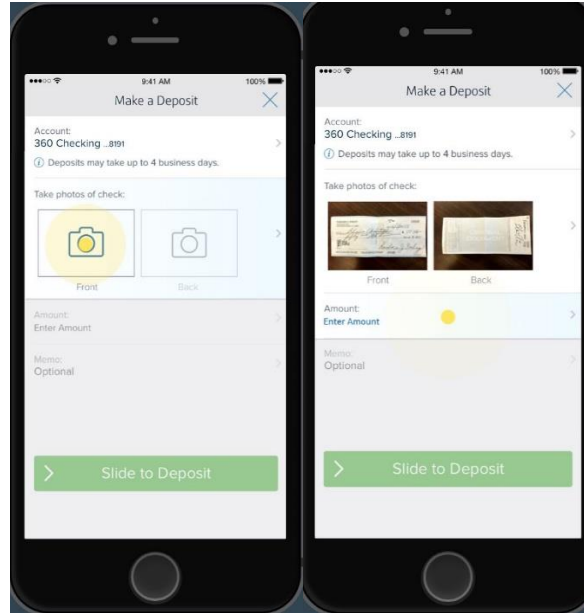 9:41 AM
100%
Make a Deposit
Account:
360 Checking ...8191
Deposits may take up to 4 business days.
Take photos of check:
Front
Back
Amount:
Enter Amount
Memo:
Optional
Slide to Deposit
9:41 AM
100%
Make a Deposit
Account:
360 Checking ...8191
Deposits may take up to 4 business days.
Take photos of check:
Front
Back
Amount:
Enter Amount
Memo:
Optional
Slide to Deposit